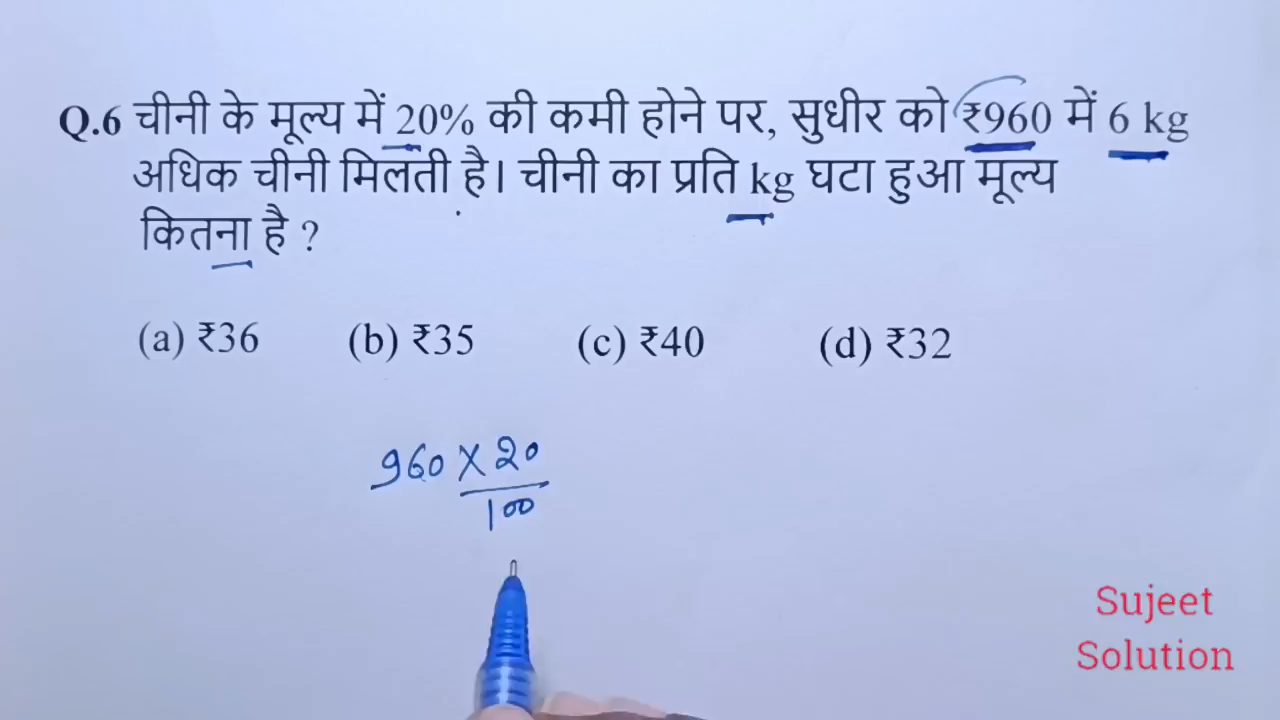 Q.6 चीनी के मूल्य में 20% की कमी होने पर, सुधीर को ₹960 में 6 kg
अधिक चीनी मिलती है। चीनी का प्रति kg घटा हुआ मूल्य
कितना है ?
(a) ₹36 (b) ₹35 (c) ₹40 (d) ₹32
960 × 20
100
Sujeet
Solution